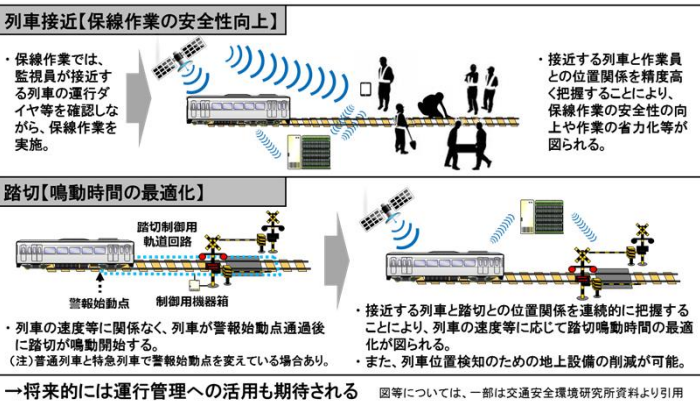 列車接近【保線作業の安全性向上】
・保線作業では、
監視員が接近す
る列車の運行ダ
イヤ等を確認しな
がら、保線作業を
実施。
・接近する列車と作業員
との位置関係を精度高
く把握することにより、
保線作業の安全性の向
上や作業の省力化等が
図られる。
踏切【鳴動時間の最適化】
踏切制御用
軌道回路
警報始動点
制御用機器箱
・列車の速度等に関係なく、列車が警報始動点通過後
に踏切が鳴動開始する。
(注)普通列車と特急列車で警報始動点を変えている場合あり。
・接近する列車と踏切との位置関係を連続的に把握する
ことにより、列車の速度等に応じて踏切鳴動時間の最適
化が図られる。
・また、列車位置検知のための地上設備の削減が可能。
→将来的には運行管理への活用も期待される
図等については、一部は交通安全環境研究所資料より引用